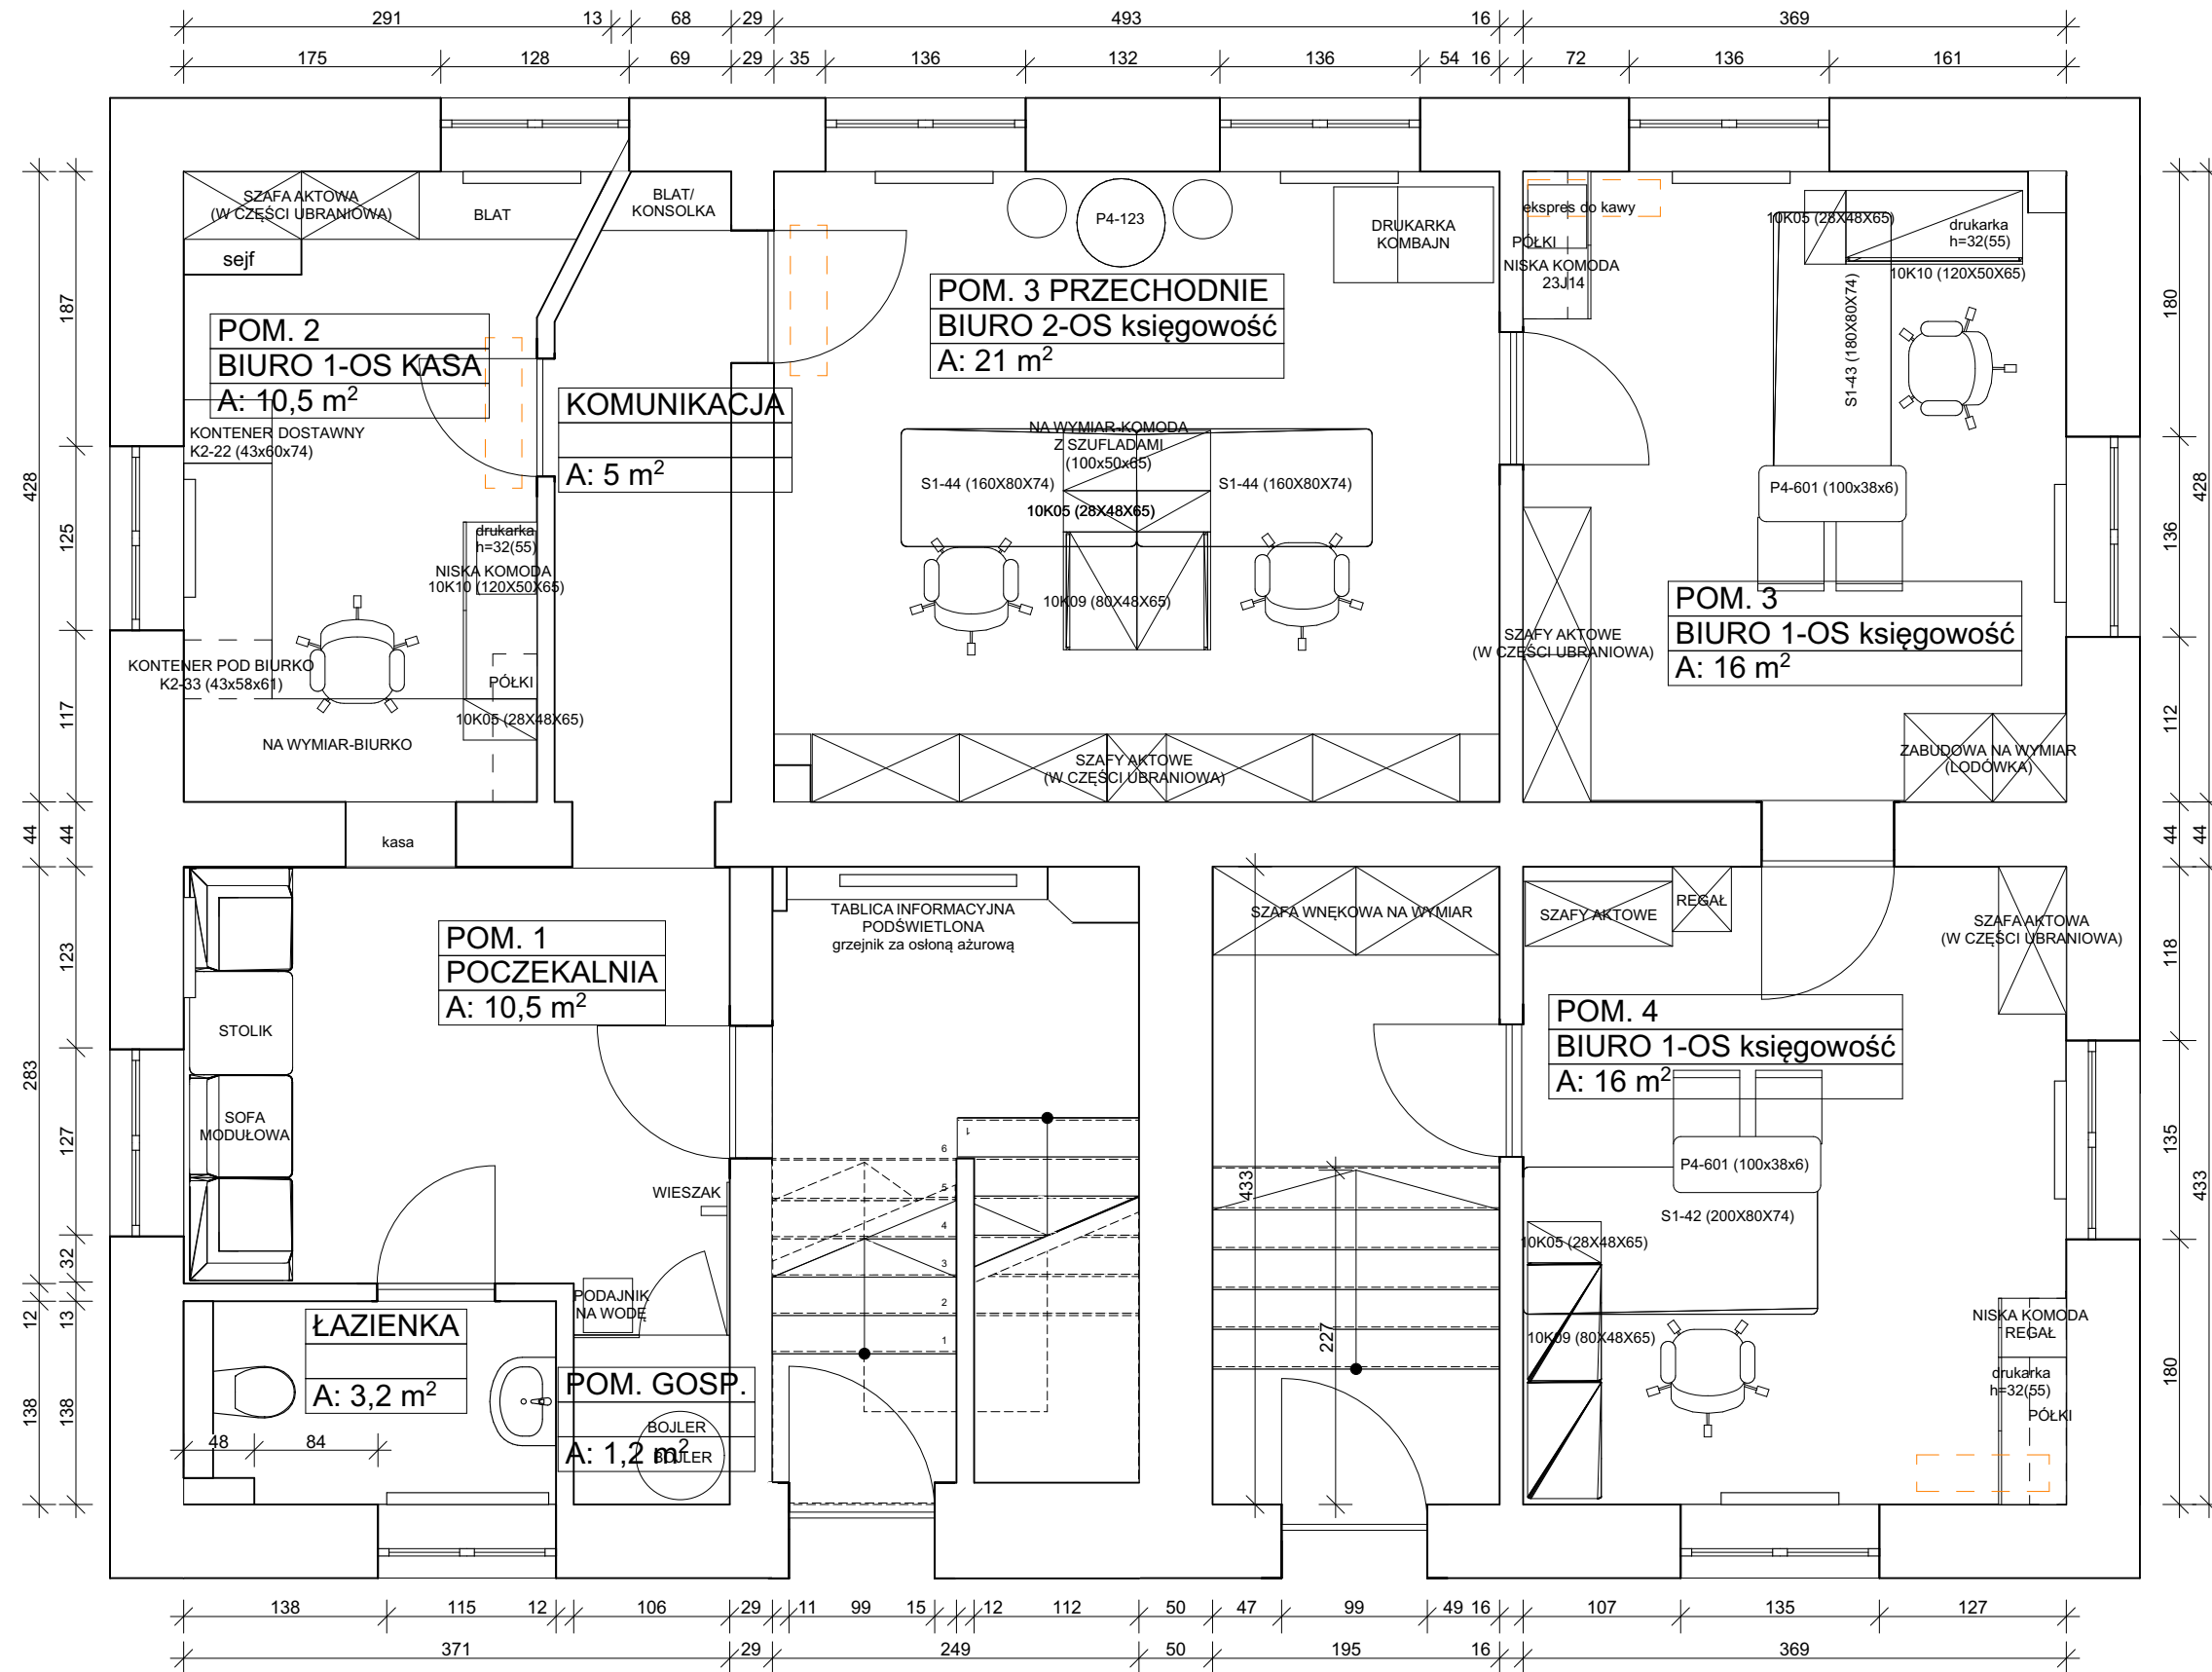 291 13 68 29 493 16 369
175 128 69 29 35 136 132 136 54 16 72 136 161
SZAFA AKTOWA
(W CZĘŚCI UBRANIOWA)
BLAT
sejf
BLAT/
KONSOLKA
P4-123
DRUKARKA
KOMBAJN
ekspres do kawy
PÓŁKI
NISKA KOMODA
23J14
10K05 (28X48X65)
drukarka
h=32(55)
10K10 (120X50X65)
S1-43 (180X80X74)
POM. 2
BIURO 1-OS KASA
A: 10,5 m²
KOMUNIKACJA
A: 5 m²
POM. 3 PRZECHODNIE
BIURO 2-OS księgowość
A: 21 m²
KONTENER DOSTAWNY
K2-22 (43x60x74)
drukarka
h=32(55)
NISKA KOMODA
10K10 (120X50X65)
KONTENER POD BIURKO
K2-33 (43x58x61)
PÓŁKI
10K05 (28X48X65)
NA WYMIAR-BIURKO
NA WYMIAR-KOMODA
Z SZUFLADAMI
(100x50x65)
S1-44 (160X80X74)
S1-44 (160X80X74)
10K05 (28X48X65)
10K09 (80X48X65)
SZAFY AKTOWE
(W CZĘŚCI UBRANIOWA)
P4-601 (100x38x6)
POM. 3
BIURO 1-OS księgowość
A: 16 m²
SZAFY AKTOWE
(W CZĘŚCI UBRANIOWA)
ZABUDOWA NA WYMIAR
(LODÓWKA)
kasa
POM. 1
POCZEKALNIA
A: 10,5 m²
STOLIK
SOFA
MODUŁOWA
WIESZAK
TABLICA INFORMACYJNA
PODŚWIETLONA
grzejnik za osłoną ażurową
SZAFA WNĘKOWA NA WYMIAR
SZAFY AKTOWE
REGAŁ
SZAFA AKTOWA
(W CZĘŚCI UBRANIOWA)
POM. 4
BIURO 1-OS księgowość
A: 16 m²
P4-601 (100x38x6)
S1-42 (200X80X74)
10K05 (28X48X65)
10K09 (80X48X65)
NISKA KOMODA
REGAŁ
drukarka
h=32(55)
PÓŁKI
1
6
5
4
3
2
1
433
227
PODAJNIK
NA WODĘ
ŁAZIENKA
A: 3,2 m²
48 84
POM. GOSP.
A: 1,2 m²
BOJLER
BOJLER
428
44
283
12
138
187
125
117
44
123
127
32
13
138
180
136
112
44
118
135
180
428
44
433
138 115 12 106 29 11 99 15 12 112 50 47 99 49 16 107 135 127
371 29 249 50 195 16 369